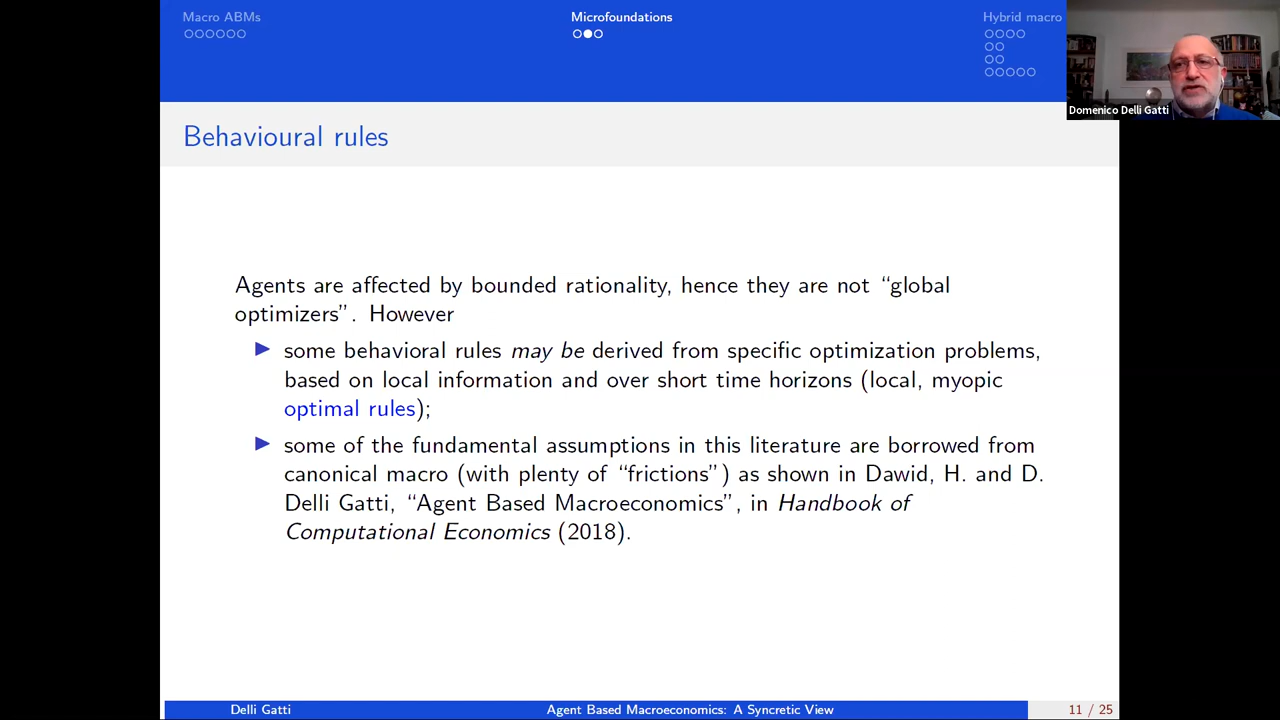 Macro ABMs
Microfoundations
Hybrid macro
Domenico Delli Gatti
Behavioural rules
Agents are affected by bounded rationality, hence they are not “global
optimizers”. However
some behavioral rules may be derived from specific optimization problems,
based on local information and over short time horizons (local, myopic
optimal rules);
some of the fundamental assumptions in this literature are borrowed from
canonical macro (with plenty of “frictions”) as shown in Dawid, H. and D.
Delli Gatti, “Agent Based Macroeconomics”, in Handbook of
Computational Economics (2018).
Delli Gatti
Agent Based Macroeconomics: A Syncretic View
11 / 25